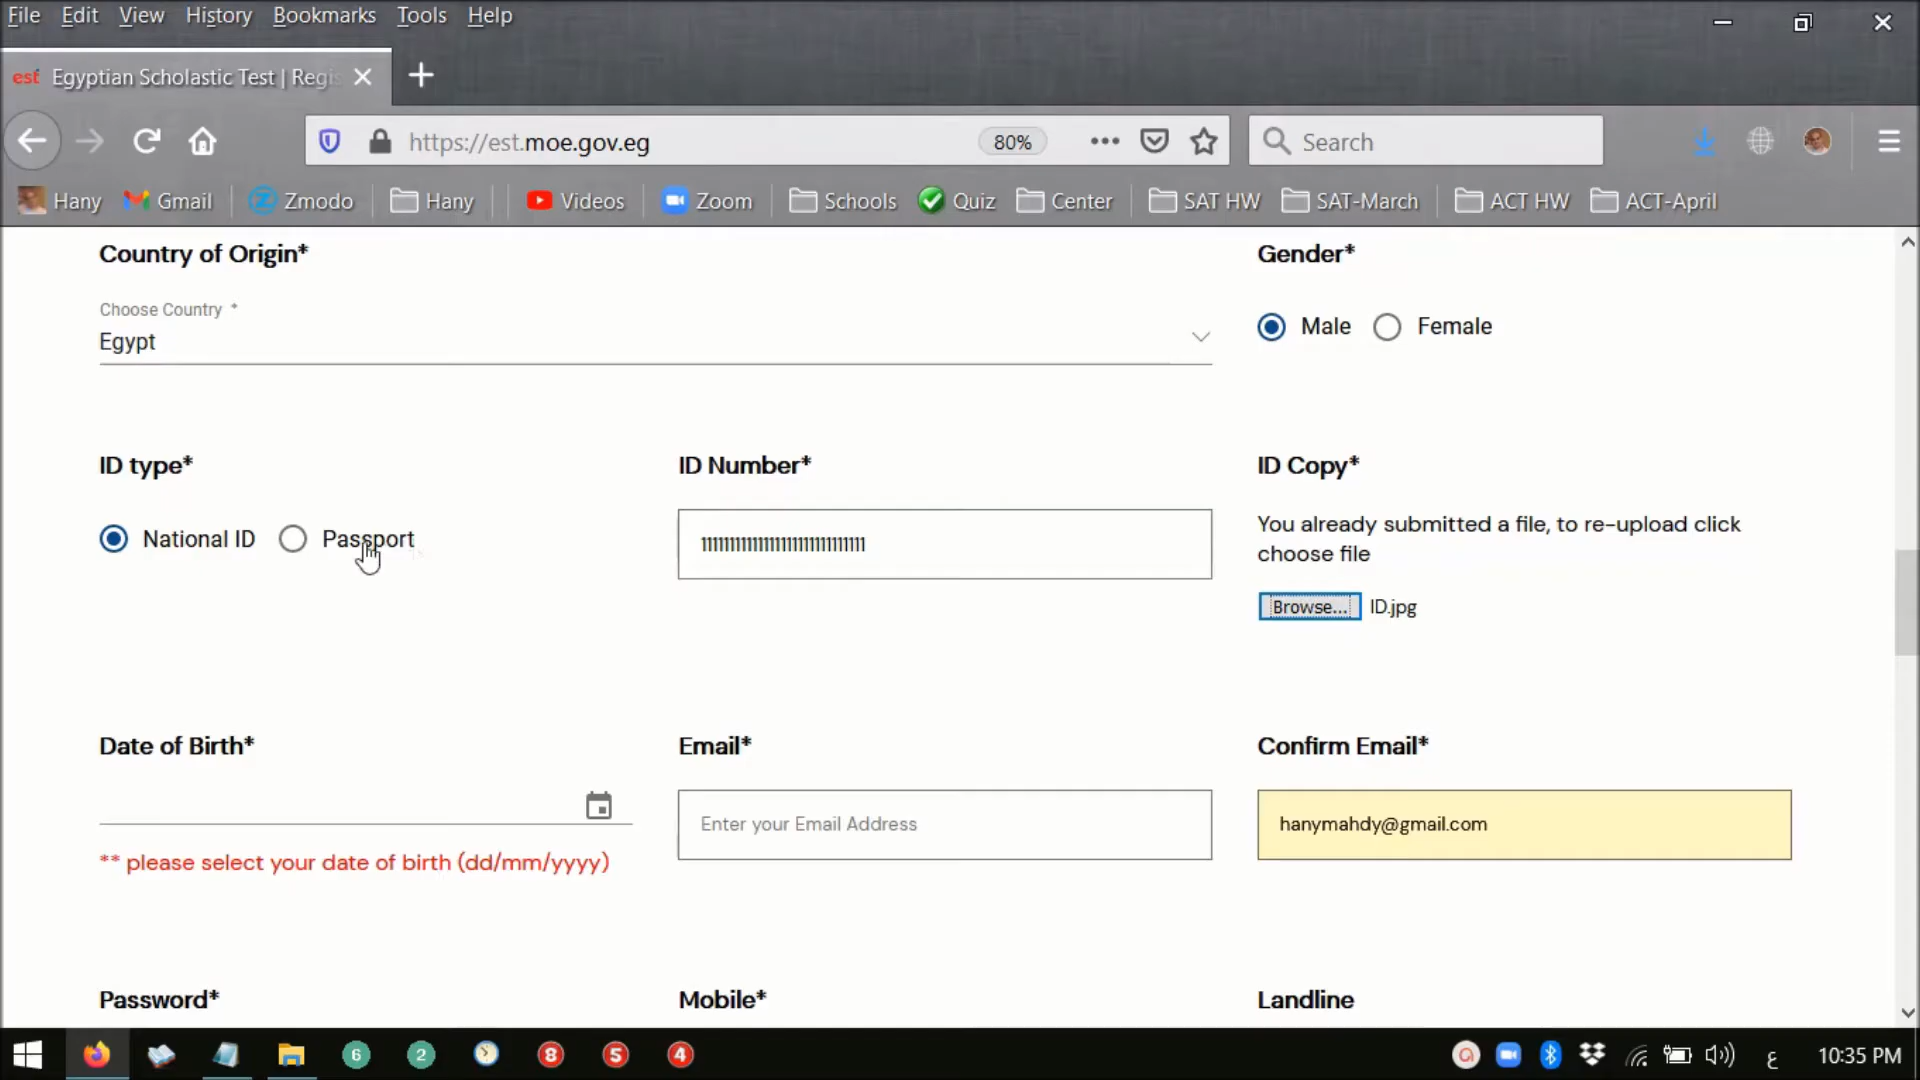 File Edit View History Bookmarks Tools Help
est Egyptian Scholastic Test | Regis
https://est.moe.gov.eg 80% Search
Hany Gmail Zmodo Hany Videos Zoom Schools Quiz Center SAT HW SAT-March ACT HW ACT-April
Country of Origin* Gender*
Choose Country *
Egypt
Male Female
ID type* ID Number* ID Copy*
National ID Passport
You already submitted a file, to re-upload click
choose file
Browse... ID.jpg
Date of Birth* Email* Confirm Email*
Enter your Email Address hanymahdy@gmail.com
** please select your date of birth (dd/mm/yyyy)
Password* Mobile* Landline
6 2 8 5 4 ع 10:35 PM